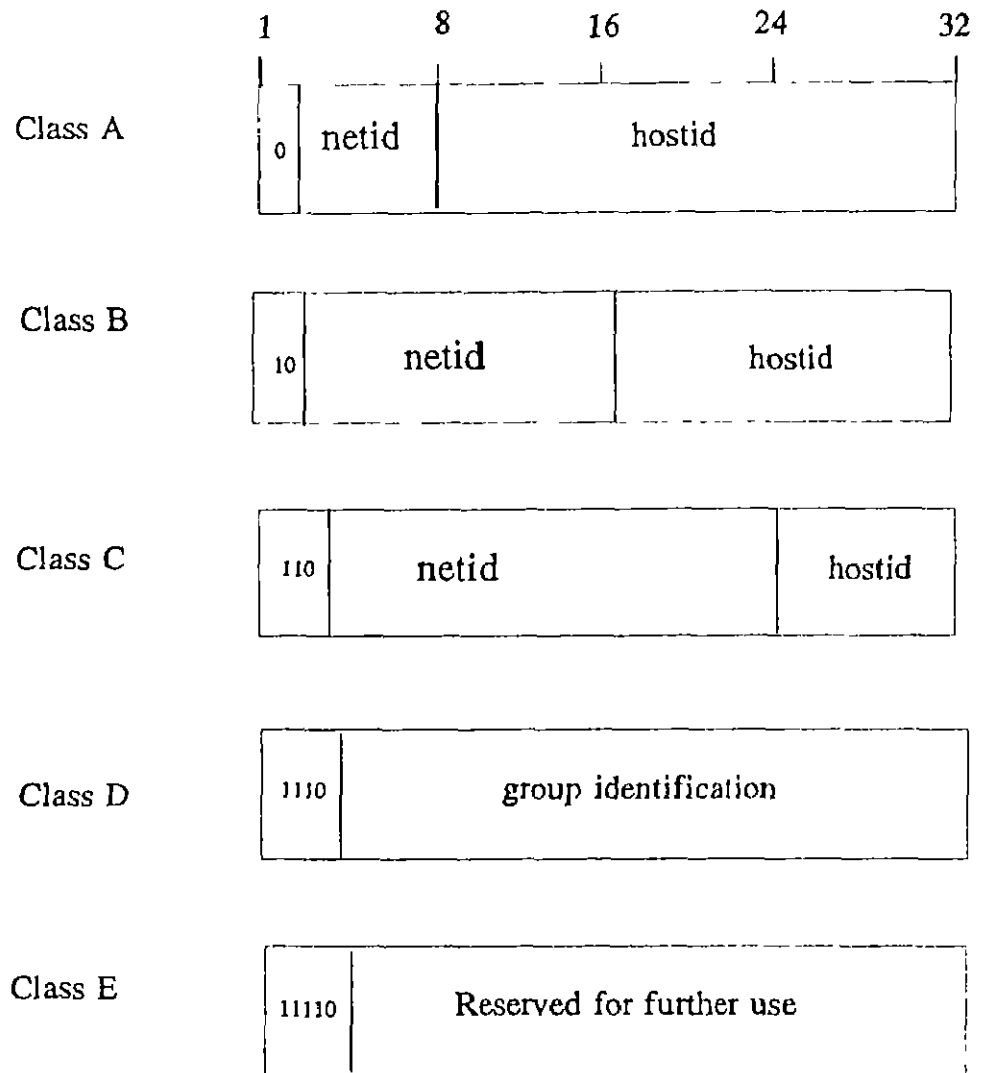 1 8 16 24 32
Class A 0 netid hostid
Class B 10 netid hostid
Class C 110 netid hostid
Class D 1110 group identification
Class E 11110 Reserved for further use